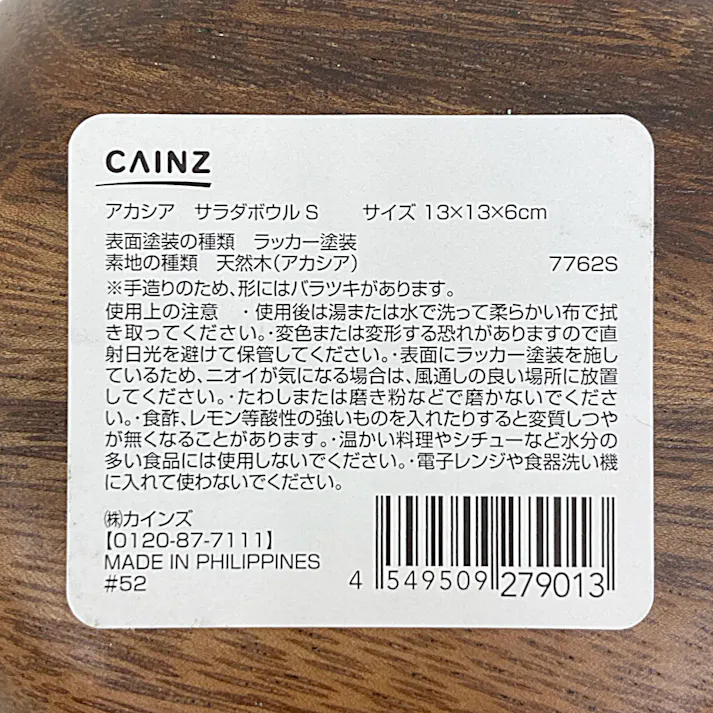 CAINZ
アカシア サラダボウル S サイズ 13×13×6cm
表面塗装の種類 ラッカー塗装
素地の種類 天然木(アカシア) 7762S
※手造りのため、形にはバラツキがあります。
使用上の注意 ・使用後は湯または水で洗って柔らかい布で拭
き取ってください。・変色または変形する恐れがありますので直
射日光を避けて保管してください。・表面にラッカー塗装を施し
ているため、ニオイが気になる場合は、風通しの良い場所に放置
してください。・たわしまたは磨き粉などで磨かないでくださ
い。・食酢、レモン等酸性の強いものを入れたりすると変質しつや
が無くなることがあります。・温かい料理やシチューなど水分の
多い食品には使用しないでください。・電子レンジや食器洗い機
に入れて使わないでください。
㈱カインズ
【0120-87-7111】
MADE IN PHILIPPINES
#52
4 549509 279013